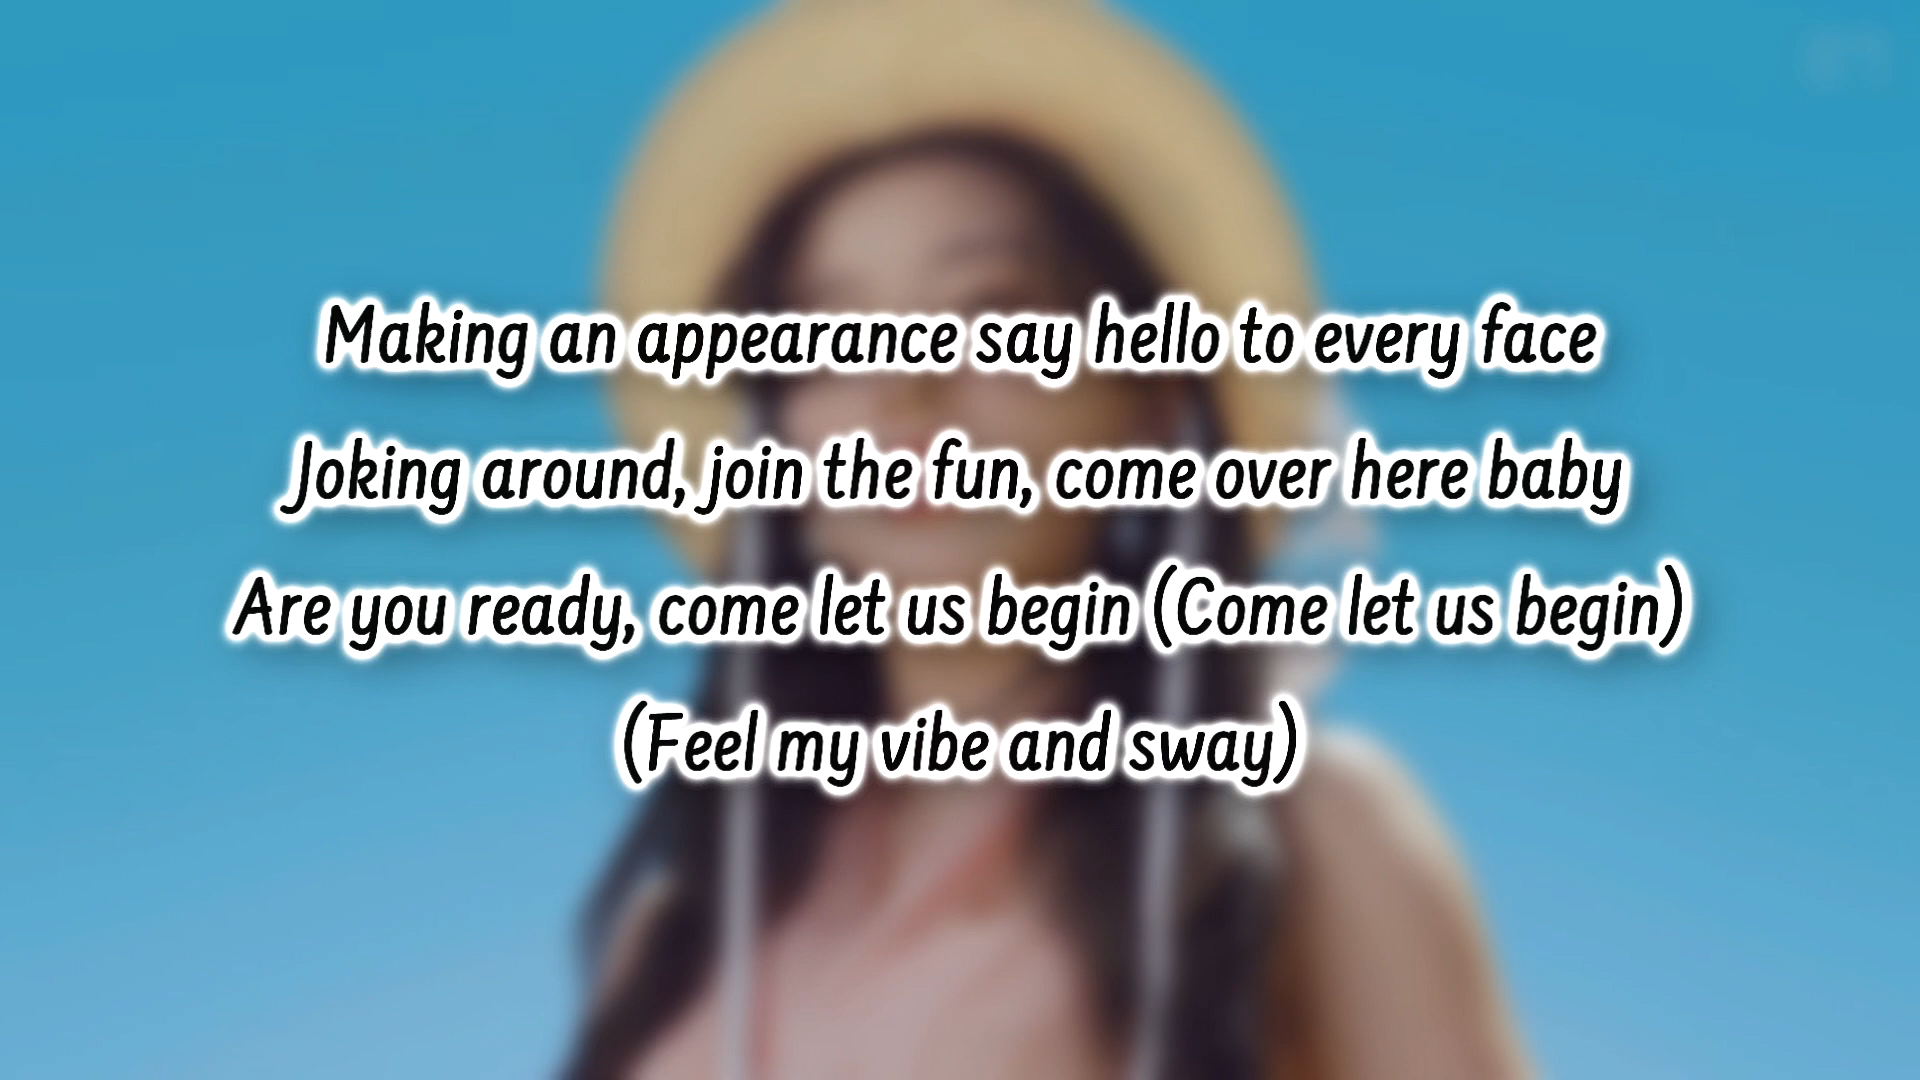 Making an appearance say hello to every face
Joking around, join the fun, come over here baby
Are you ready, come let us begin (Come let us begin)
(Feel my vibe and sway)